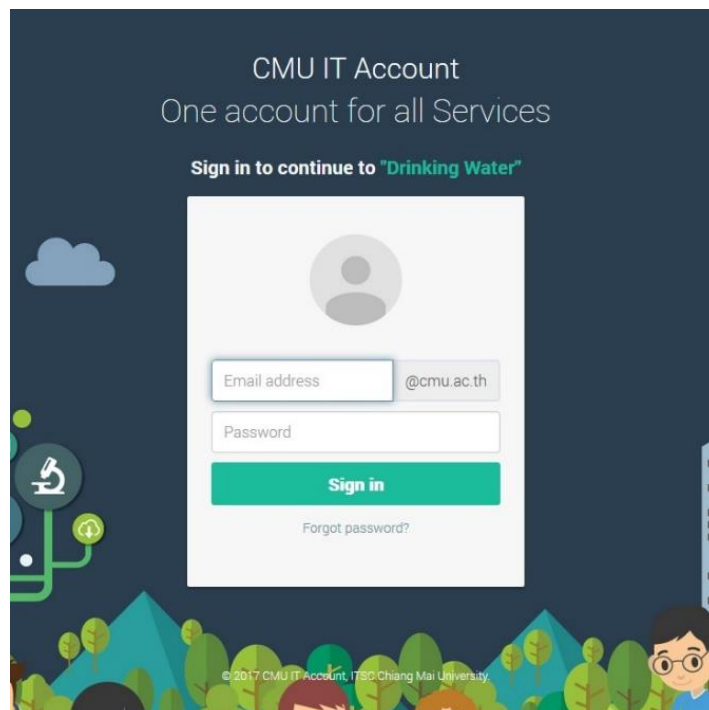 CMU IT Account
One account for all Services
Sign in to continue to "Drinking Water"
Email address @cmu.ac.th
Password
Sign in
Forgot password?
© 2017 CMU IT Account, ITSC Chiang Mai University.